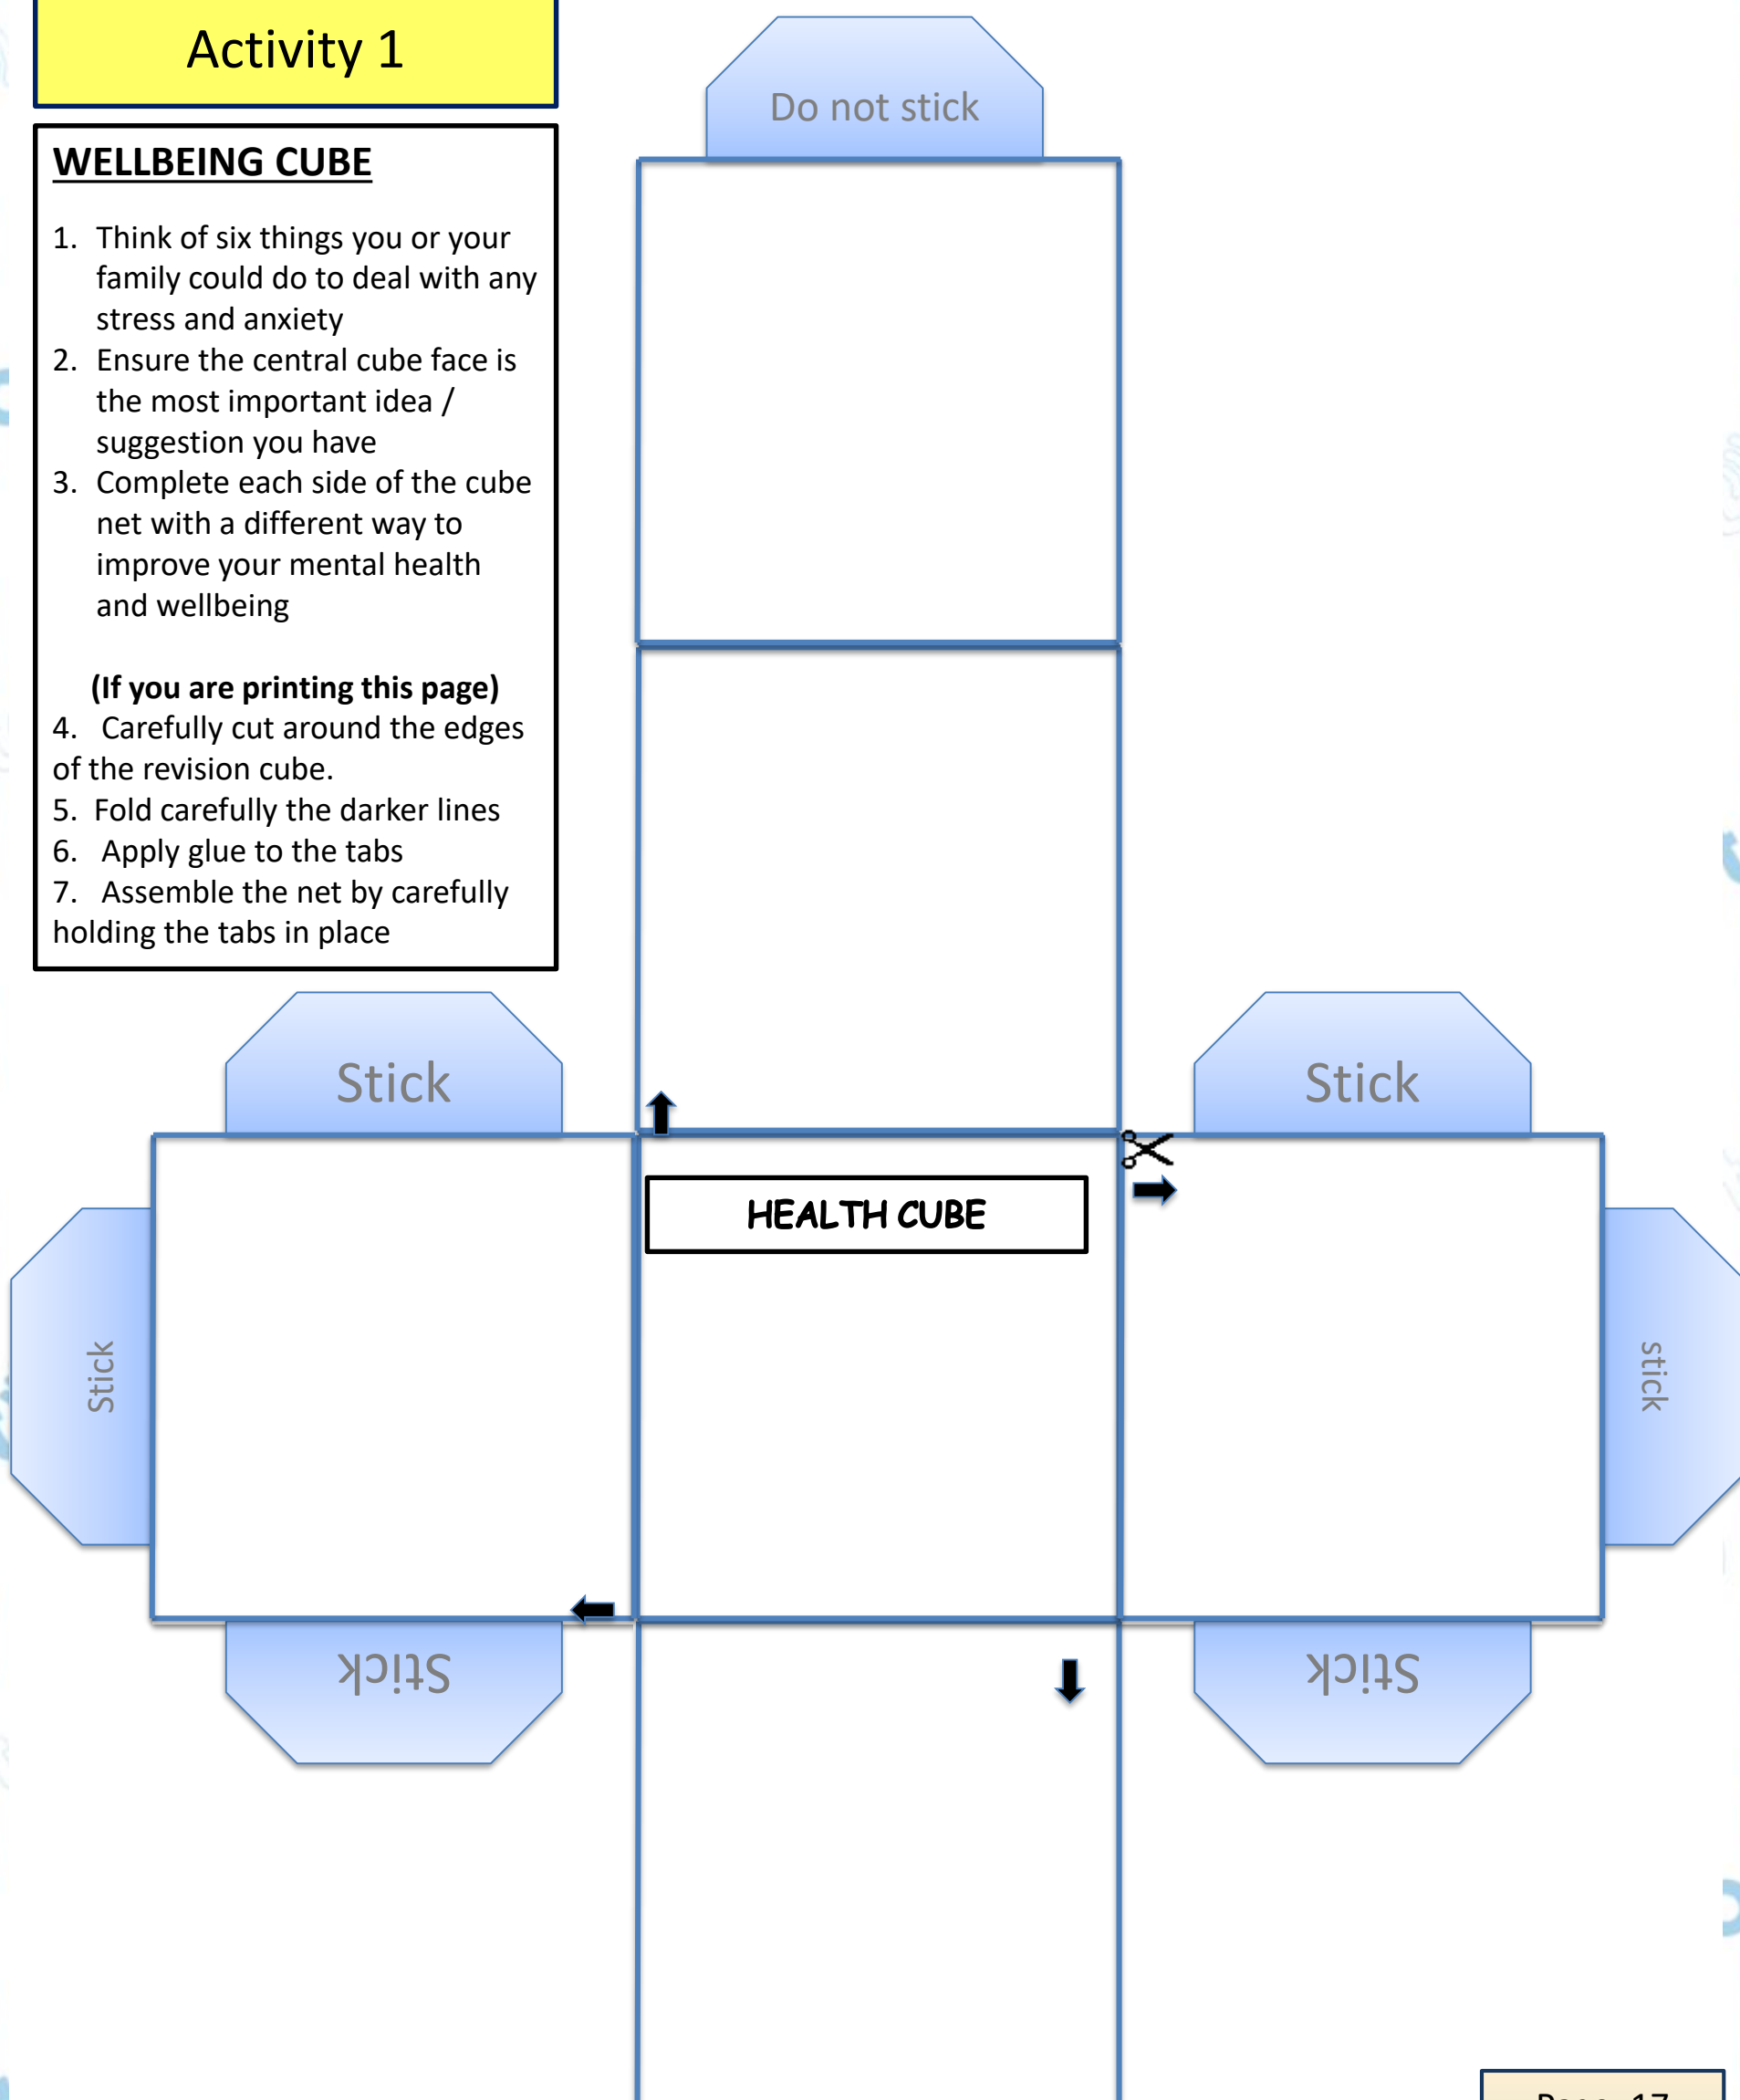 Activity 1
Do not stick
WELLBEING CUBE
1. Think of six things you or your
family could do to deal with any
stress and anxiety
2. Ensure the central cube face is
the most important idea /
suggestion you have
3. Complete each side of the cube
net with a different way to
improve your mental health
and wellbeing
(If you are printing this page)
4. Carefully cut around the edges
of the revision cube.
5. Fold carefully the darker lines
6. Apply glue to the tabs
7. Assemble the net by carefully
holding the tabs in place
Stick
Stick
HEALTH CUBE
Stick
stick
Stick
Stick
Page 17